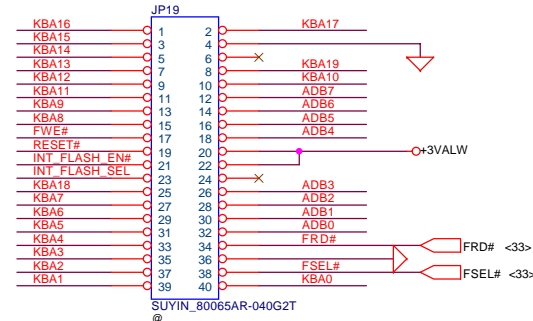 JP19
KBA16 1 2 KBA17
KBA15 3 4
KBA14 5 6
KBA13 7 8 KBA19
KBA12 9 10 KBA10
KBA11 11 12 ADB7
KBA9 13 14 ADB6
KBA8 15 16 ADB5
FWE# 17 18 ADB4
RESET# 19 20 +3VALW
INT_FLASH_EN# 21 22
INT_FLASH_SEL 23 24
KBA18 25 26 ADB3
KBA7 27 28 ADB2
KBA6 29 30 ADB1
KBA5 31 32 ADB0
KBA4 33 34 FRD# FRD# <33>
KBA3 35 36
KBA2 37 38 FSEL# FSEL# <33>
KBA1 39 40 KBA0
SUYIN_80065AR-040G2T
@